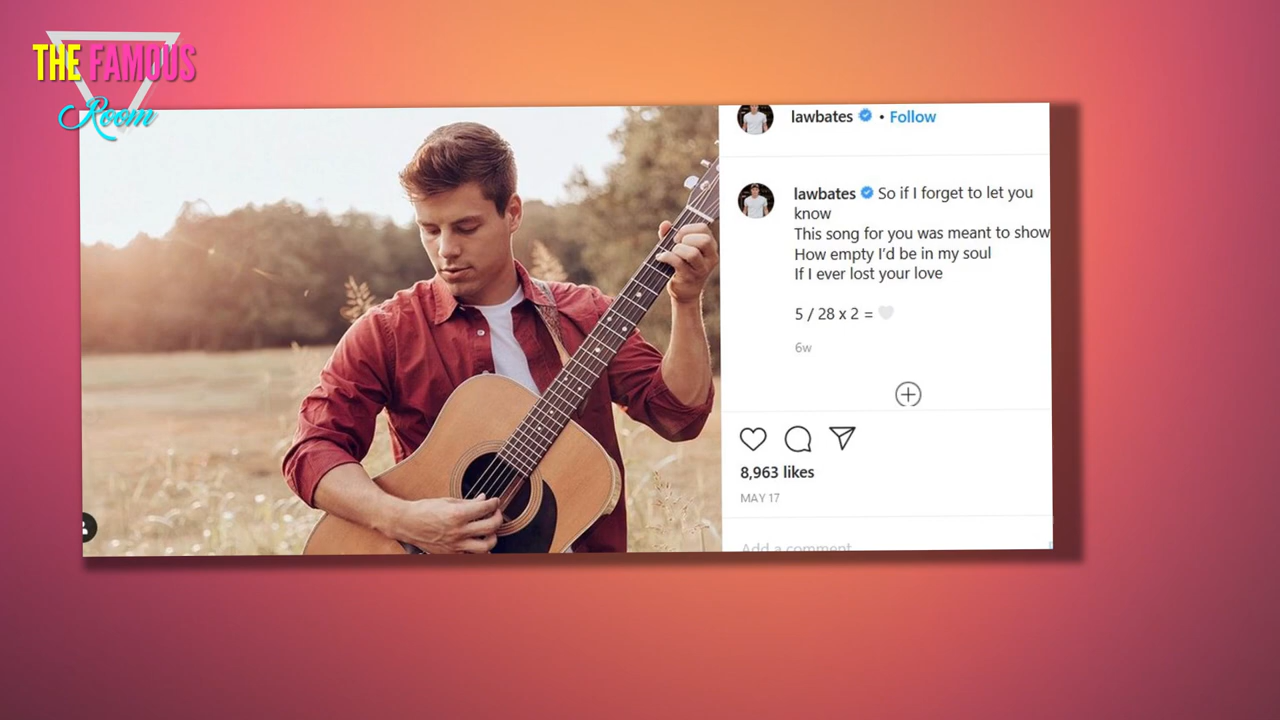 THE FAMOUS
Room
lawbates • Follow
lawbates So if I forget to let you
know
This song for you was meant to show
How empty I'd be in my soul
If I ever lost your love
5 / 28 x 2 =
6w
8,963 likes
MAY 17
Add a comment